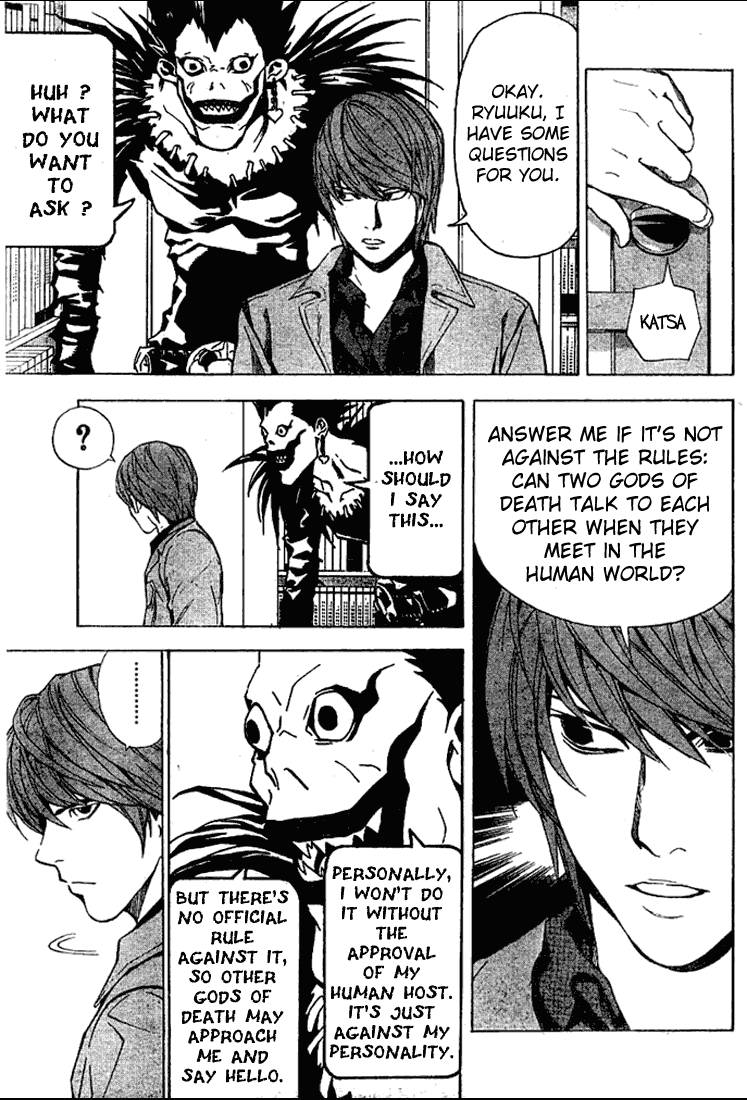 KATSA
OKAY.
RYUUKU, I
HAVE SOME
QUESTIONS
FOR YOU.
HUH ?
WHAT
DO YOU
WANT
TO
ASK ?
ANSWER ME IF IT'S NOT
AGAINST THE RULES:
CAN TWO GODS OF
DEATH TALK TO EACH
OTHER WHEN THEY
MEET IN THE
HUMAN WORLD?
...HOW
SHOULD
I SAY
THIS...
?
PERSONALLY,
I WON'T DO
IT WITHOUT
THE
APPROVAL
OF MY
HUMAN HOST.
IT'S JUST
AGAINST MY
PERSONALITY.
BUT THERE'S
NO OFFICIAL
RULE
AGAINST IT,
SO OTHER
GODS OF
DEATH MAY
APPROACH
ME AND
SAY HELLO.
.........